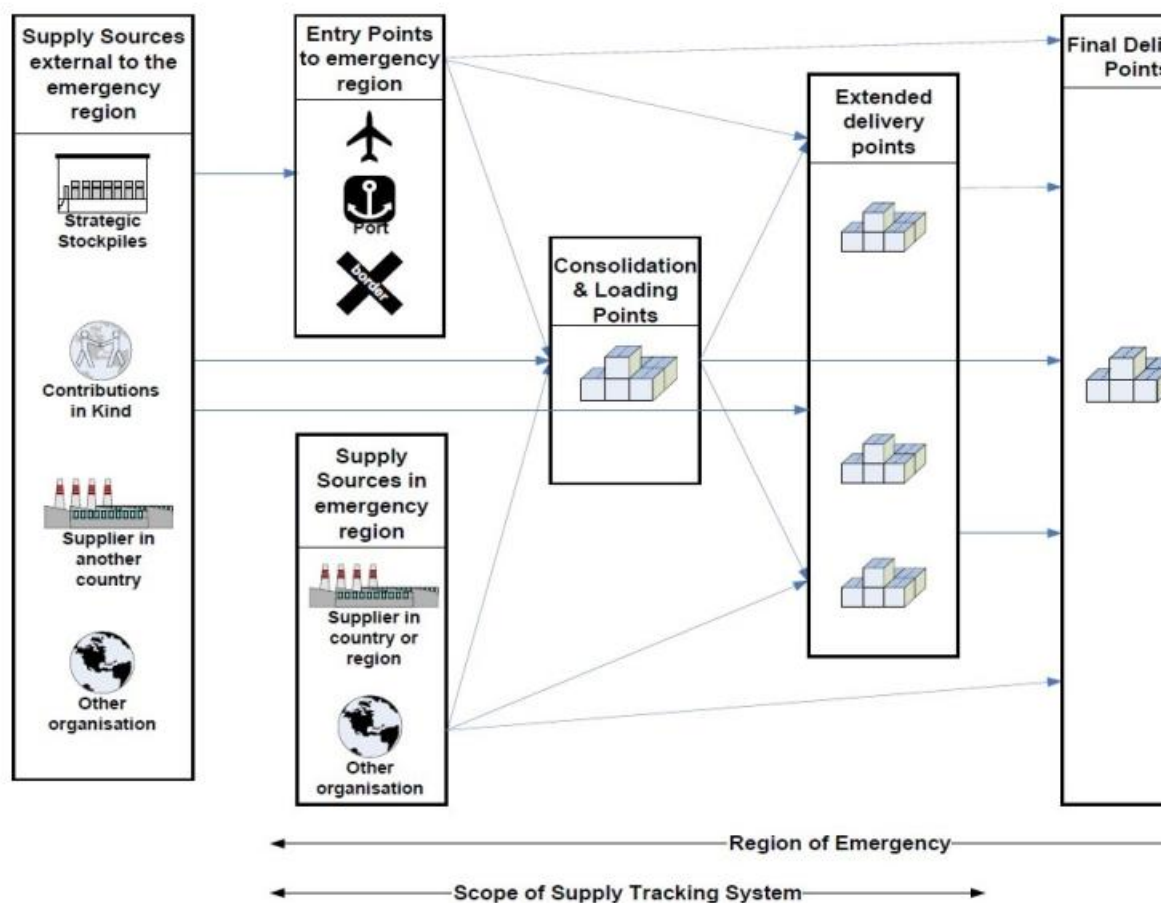 Supply Sources
external to the
emergency
region
Strategic
Stockpiles
Contributions
in Kind
Supplier in
another
country
Other
organisation
Entry Points
to emergency
region
Port
border
Supply
Sources in
emergency
region
Supplier in
country or
region
Other
organisation
Consolidation
& Loading
Points
Extended
delivery
points
Final
Points
Region of Emergency
Scope of Supply Tracking System